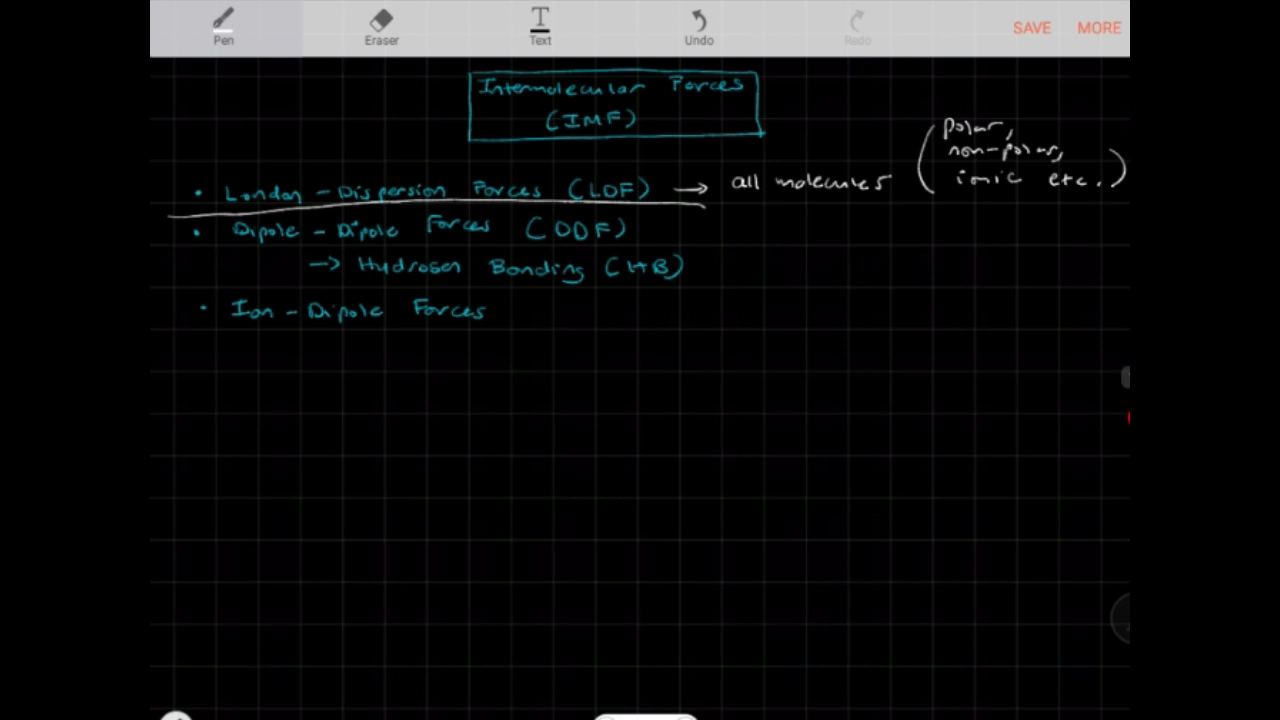 Pen Eraser Text Undo Redo SAVE MORE
Intermolecular Forces
(IMF)
• London - Dispersion Forces (LDF) → all molecules (polar, non-polar, ionic etc.)
• Dipole - Dipole Forces (DDF)
→ Hydrogen Bonding (HB)
• Ion - Dipole Forces